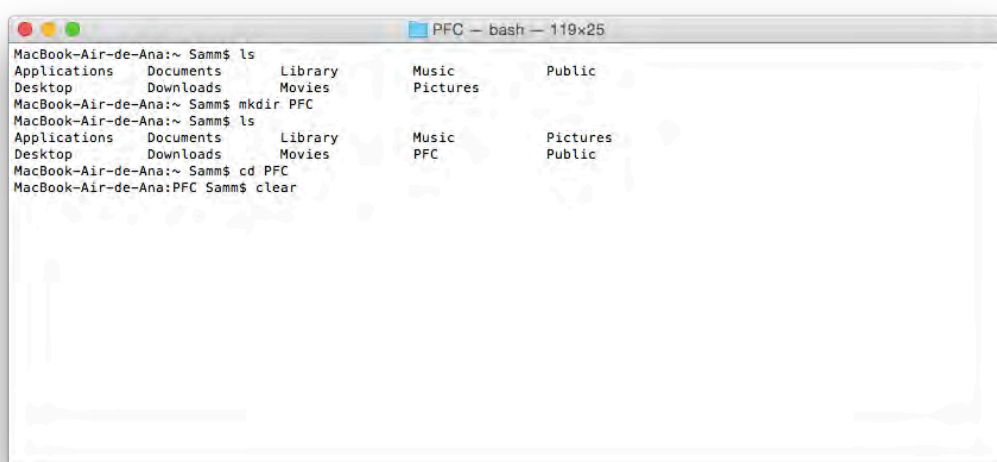 PFC — bash — 119×25
MacBook-Air-de-Ana:~ Samm$ ls
Applications Documents Library Music Public
Desktop Downloads Movies Pictures
MacBook-Air-de-Ana:~ Samm$ mkdir PFC
MacBook-Air-de-Ana:~ Samm$ ls
Applications Documents Library Music Pictures
Desktop Downloads Movies PFC Public
MacBook-Air-de-Ana:~ Samm$ cd PFC
MacBook-Air-de-Ana:PFC Samm$ clear